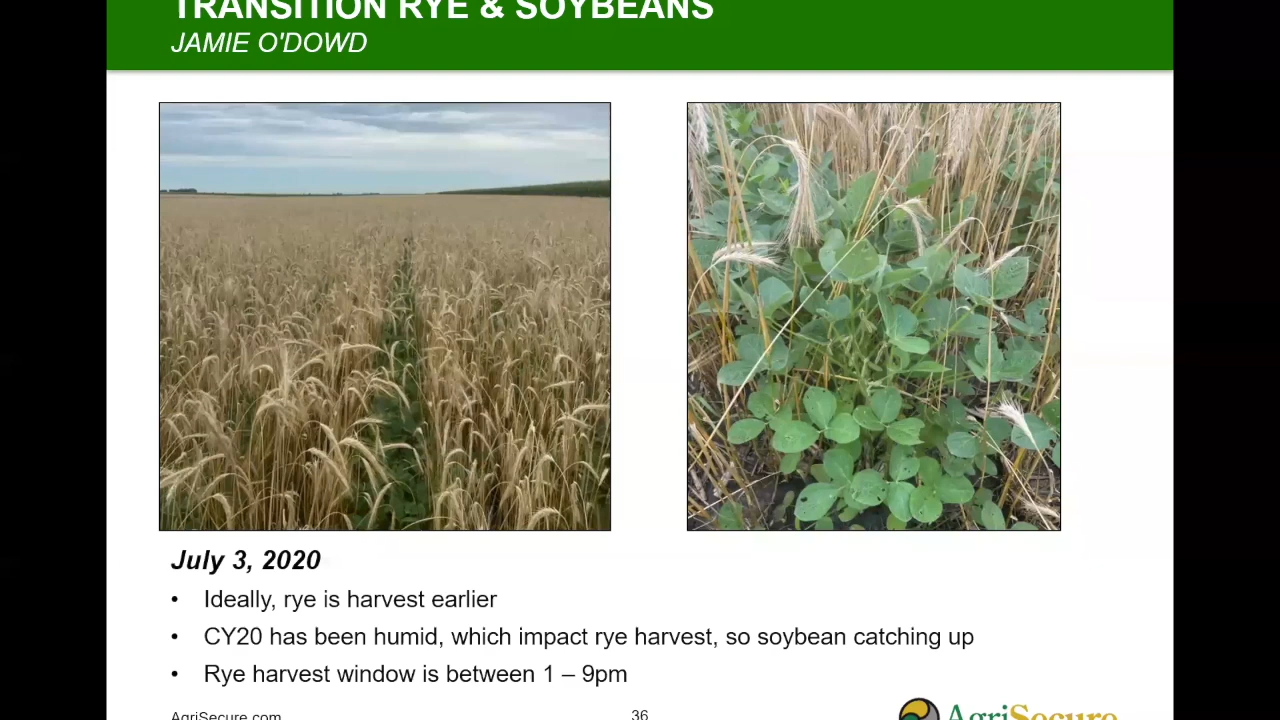 TRANSITION RYE & SOYBEANS
JAMIE O'DOWD
July 3, 2020
• Ideally, rye is harvest earlier
• CY20 has been humid, which impact rye harvest, so soybean catching up
• Rye harvest window is between 1 – 9pm
AgriSecure.com
36
AgriSecure